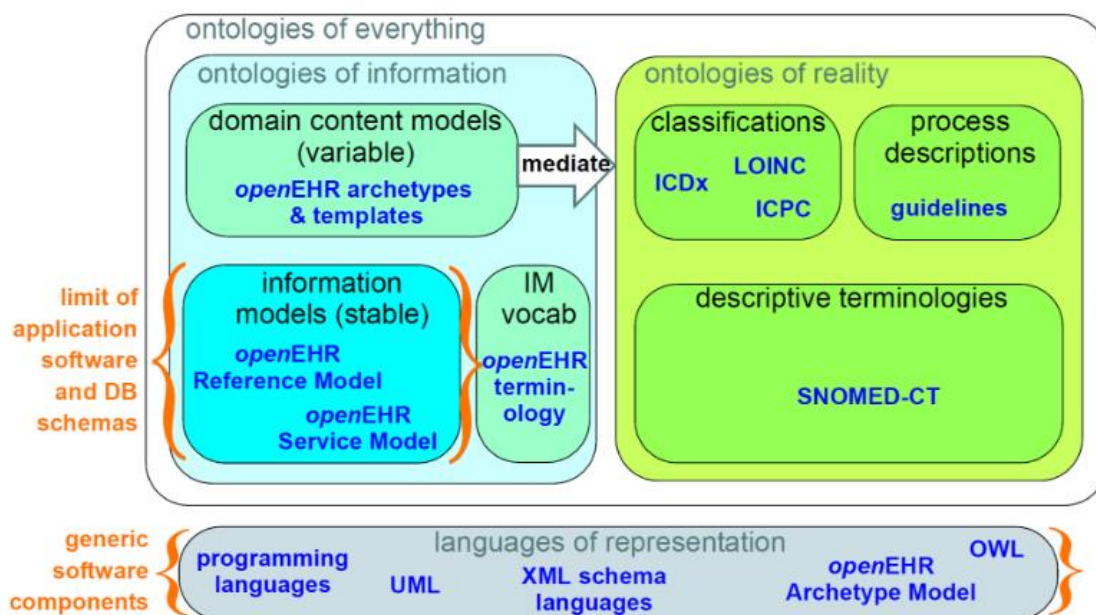 ontologies of everything
ontologies of information
domain content models
(variable)
openEHR archetypes
& templates
mediate
ontologies of reality
classifications
ICDx
LOINC
ICPC
process
descriptions
guidelines
limit of
application
software
and DB
schemas
information
models (stable)
openEHR
Reference Model
openEHR
Service Model
IM
vocab
openEHR
termin-
ology
descriptive terminologies
SNOMED-CT
generic
software
components
languages of representation
programming
languages
UML
XML schema
languages
openEHR
Archetype Model
OWL